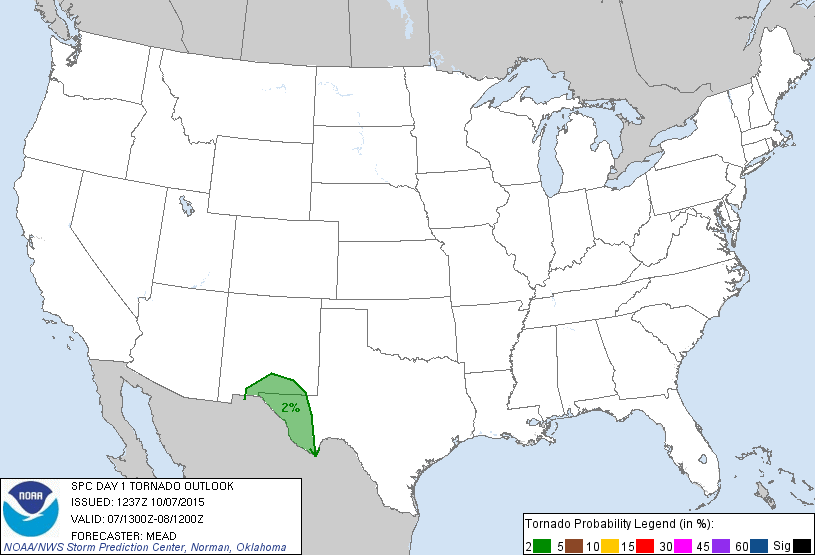 2%
NOAA
SPC DAY 1 TORNADO OUTLOOK
ISSUED: 1237Z 10/07/2015
VALID: 07/1300Z-08/1200Z
FORECASTER: MEAD
NOAA/NWS Storm Prediction Center, Norman, Oklahoma
Tornado Probability Legend (in %):
2 5 10 15 30 45 60 Sig